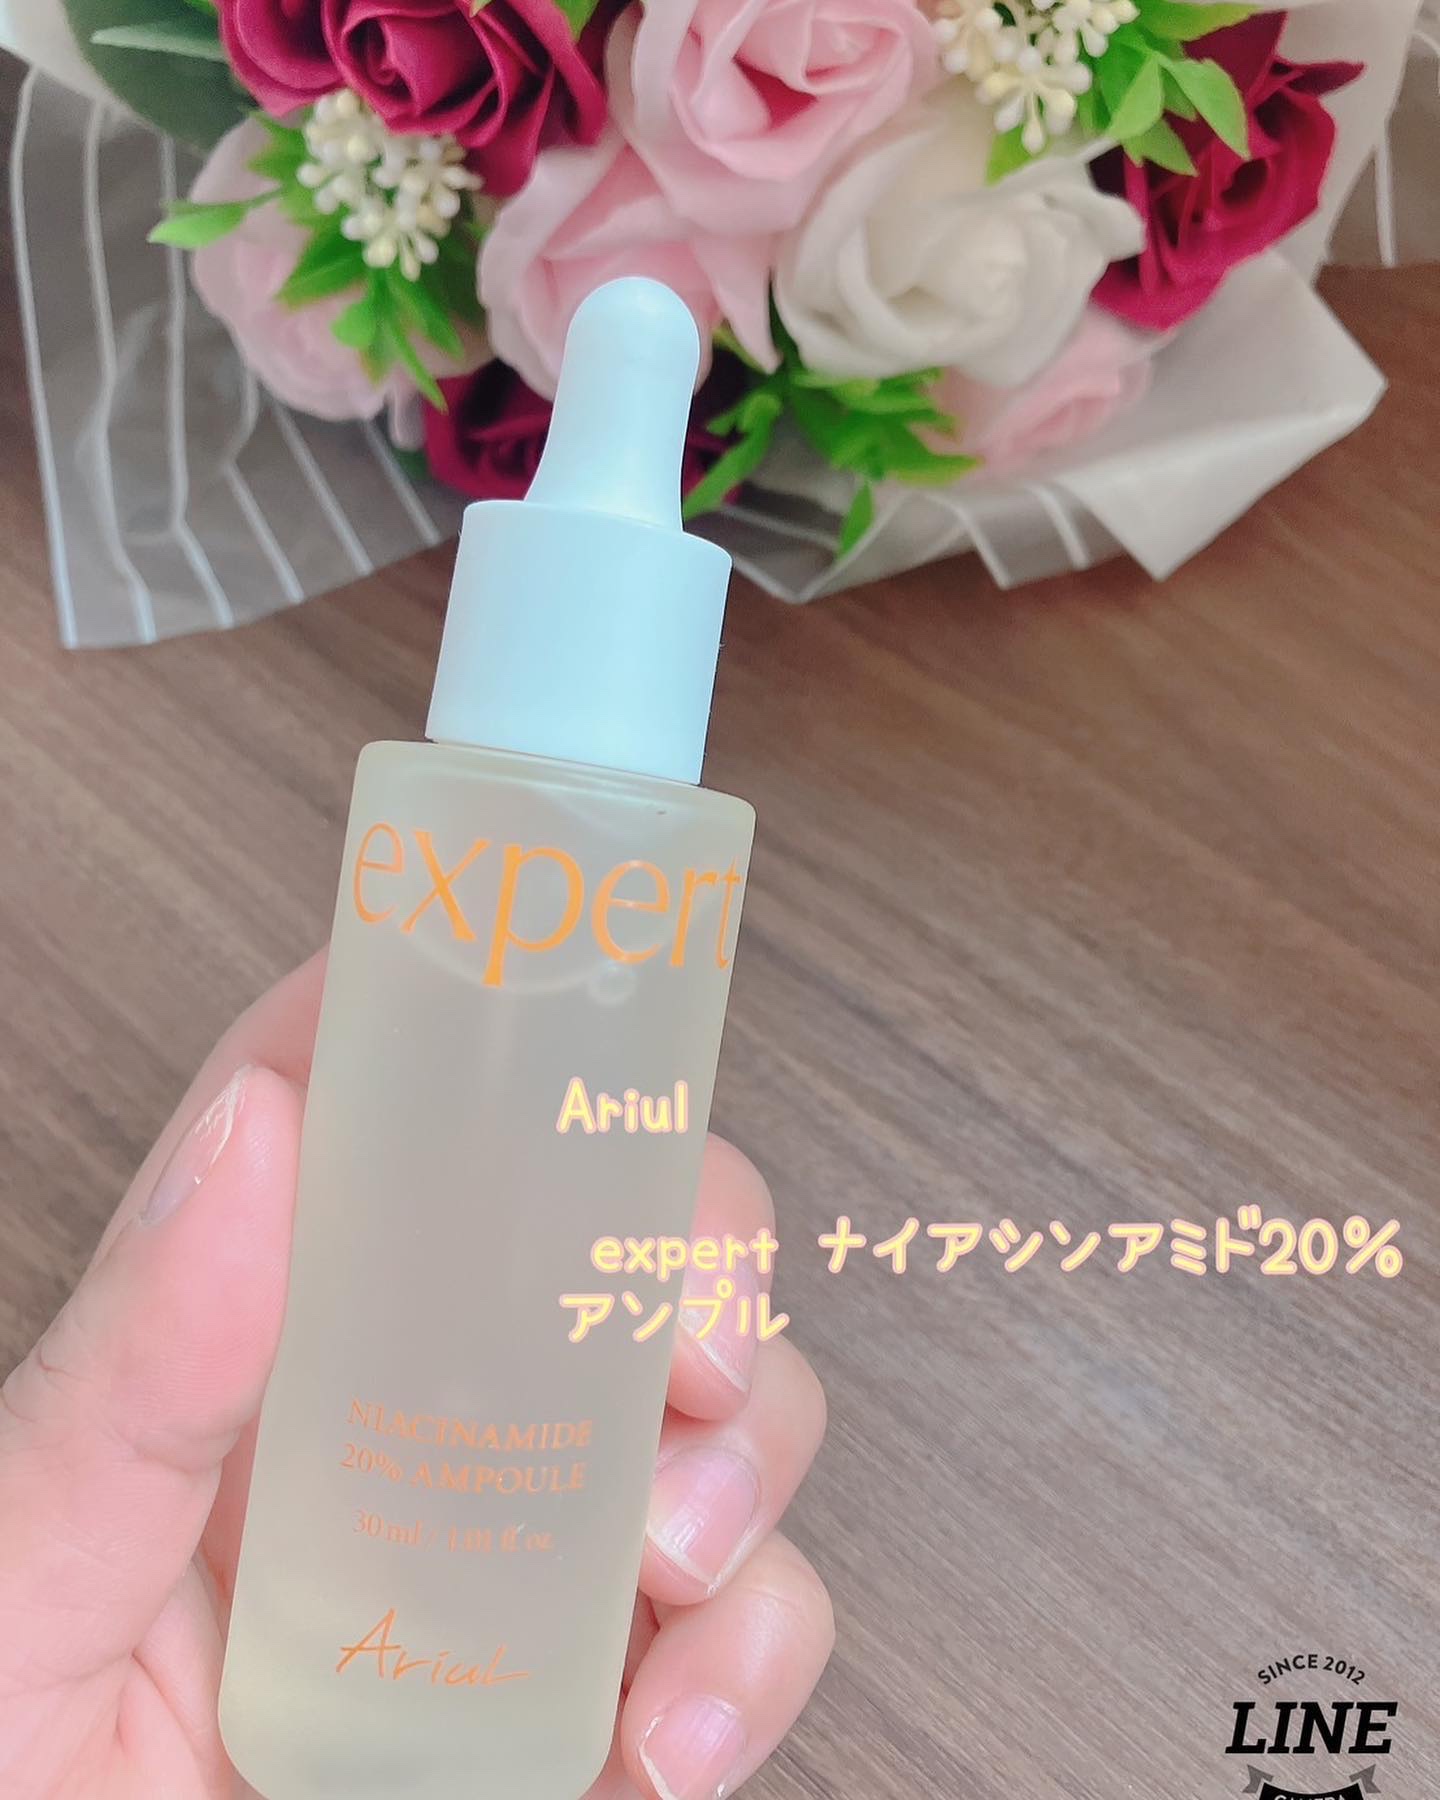 expert
Ariul
expert ナイアシンアミド20%
アンプル
NIACINAMIDE
20% AMPOULE
30 ml / 1.01 fl. oz.
Ariul
SINCE 2012
LINE
CAMERA